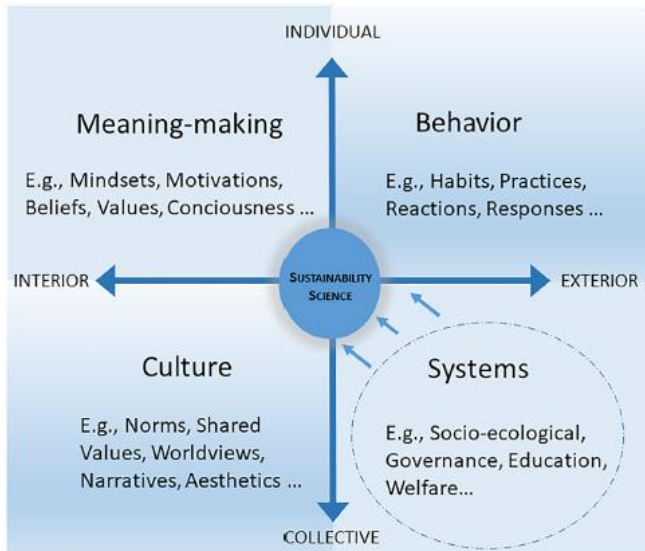 INDIVIDUAL
Meaning-making
E.g., Mindsets, Motivations,
Beliefs, Values, Conciousness ...
Behavior
E.g., Habits, Practices,
Reactions, Responses ...
INTERIOR
SUSTAINABILITY
SCIENCE
EXTERIOR
Culture
E.g., Norms, Shared
Values, Worldviews,
Narratives, Aesthetics ...
Systems
E.g., Socio-ecological,
Governance, Education,
Welfare...
COLLECTIVE